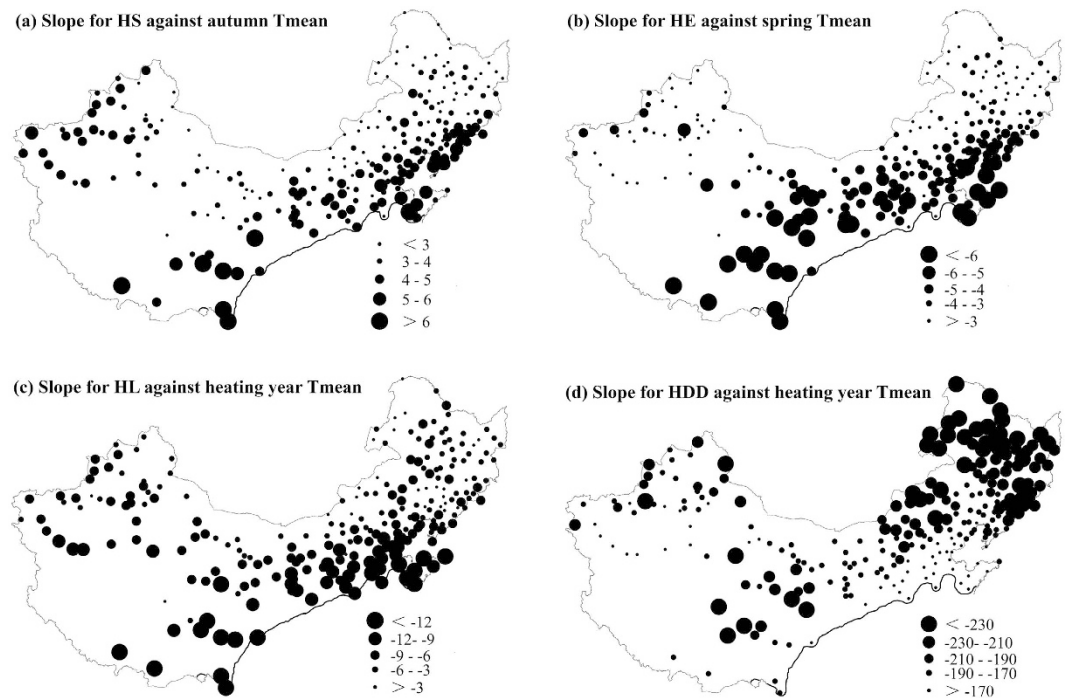 (a) Slope for HS against autumn Tmean
< 3
3 - 4
4 - 5
5 - 6
> 6
(b) Slope for HE against spring Tmean
< -6
-6 - -5
-5 - -4
-4 - -3
> -3
(c) Slope for HL against heating year Tmean
< -12
-12 - -9
-9 - -6
-6 - -3
> -3
(d) Slope for HDD against heating year Tmean
< -230
-230- -210
-210 - -190
-190 - -170
> -170